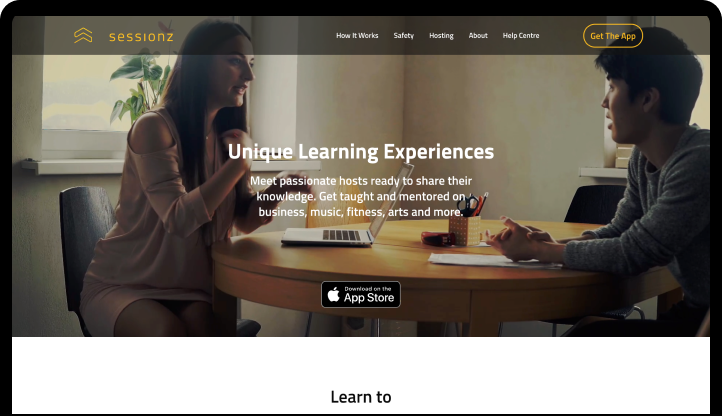 sessionz
How It Works Safety Hosting About Help Centre Get The App
Unique Learning Experiences
Meet passionate hosts ready to share their
knowledge. Get taught and mentored on
business, music, fitness, arts and more.
Download on the
App Store
Learn to